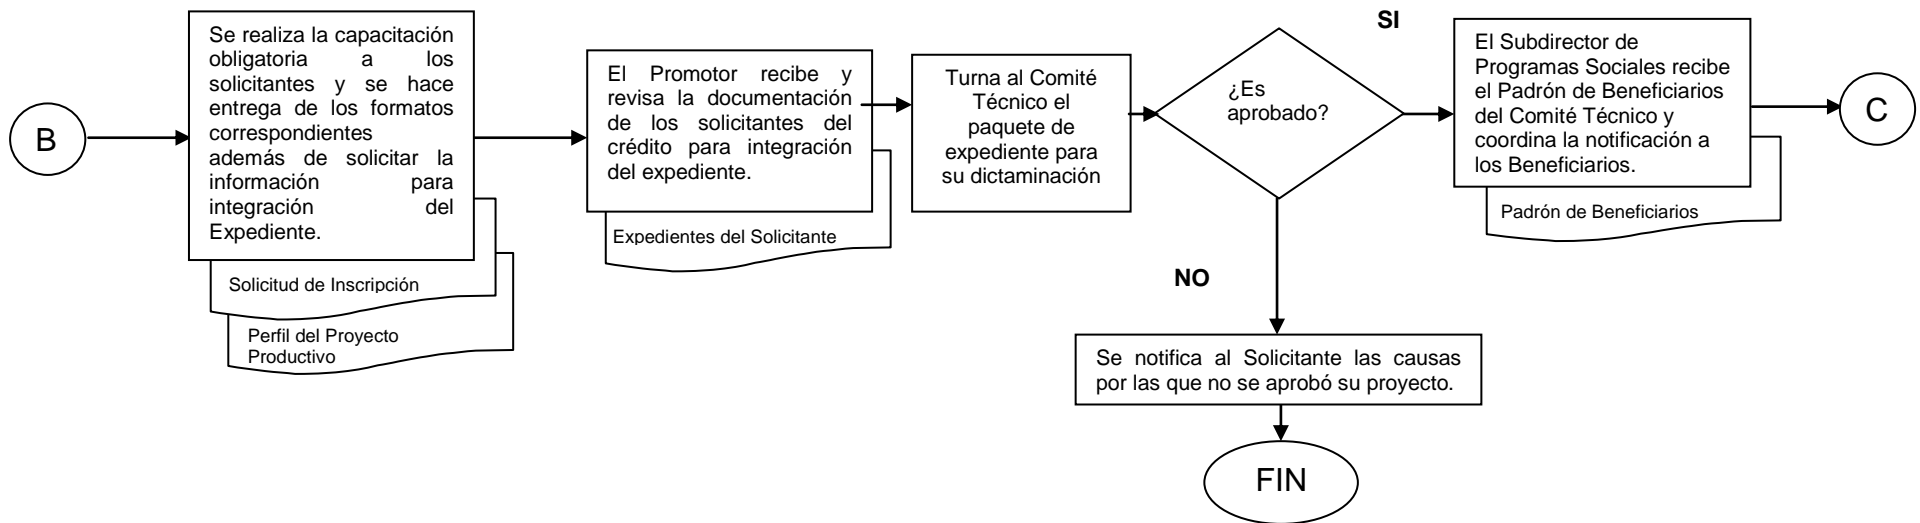 B
Se realiza la capacitación
obligatoria a los
solicitantes y se hace
entrega de los formatos
correspondientes
además de solicitar la
información para
integración del
Expediente.
Solicitud de Inscripción
Perfil del Proyecto
Productivo
El Promotor recibe y
revisa la documentación
de los solicitantes del
crédito para integración
del expediente.
Expedientes del Solicitante
Turna al Comité
Técnico el
paquete de
expediente para
su dictaminación
¿Es
aprobado?
SI
El Subdirector de
Programas Sociales recibe
el Padrón de Beneficiarios
del Comité Técnico y
coordina la notificación a
los Beneficiarios.
Padrón de Beneficiarios
C
NO
Se notifica al Solicitante las causas
por las que no se aprobó su proyecto.
FIN